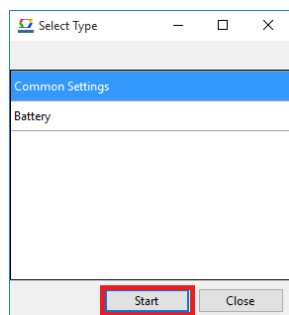 Select Type
Common Settings
Battery
Start
Close